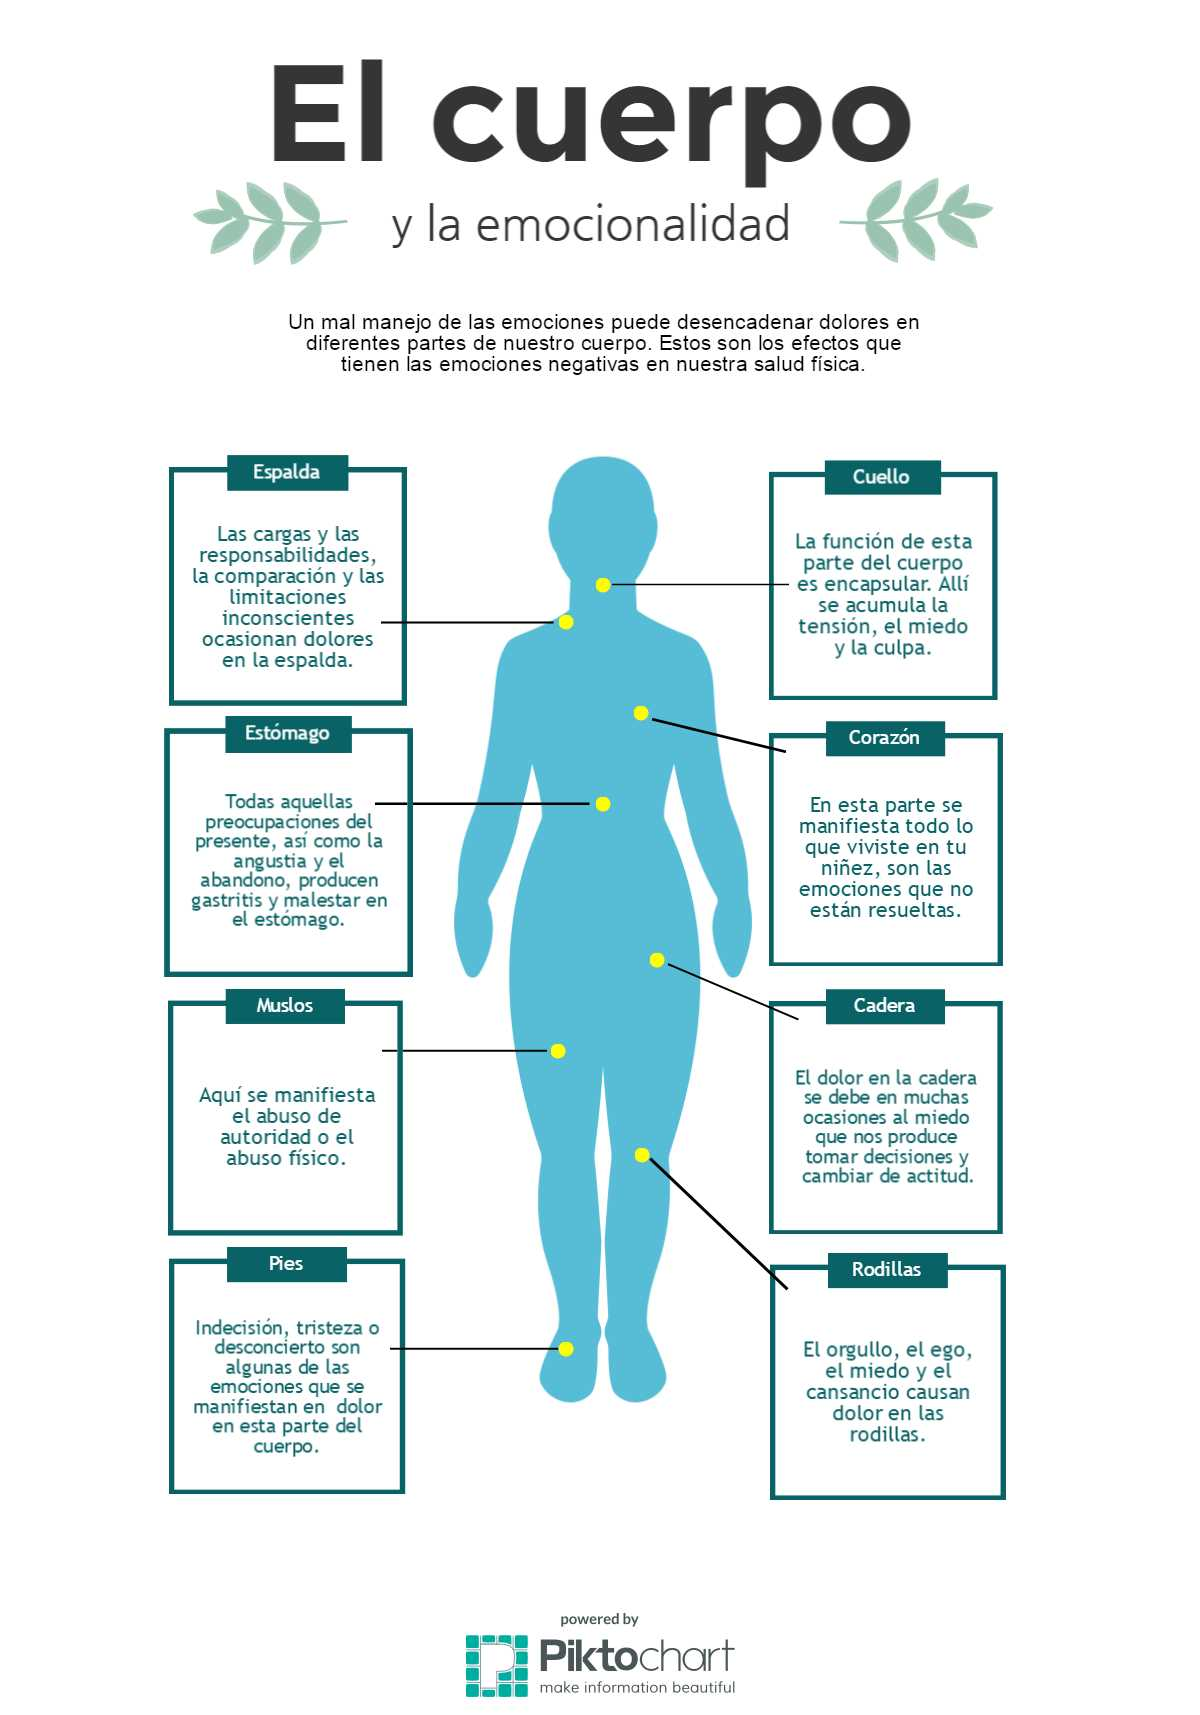 El cuerpo
y la emocionalidad
Un mal manejo de las emociones puede desencadenar dolores en
diferentes partes de nuestro cuerpo. Estos son los efectos que
tienen las emociones negativas en nuestra salud física.
Espalda
Las cargas y las
responsabilidades,
la comparación y las
limitaciones
inconscientes
ocasionan dolores
en la espalda.
Cuello
La función de esta
parte del cuerpo
es encapsular. Allí
se acumula la
tensión, el miedo
y la culpa.
Estómago
Todas aquellas
preocupaciones del
presente, así como la
angustia y el
abandono, producen
gastritis y malestar en
el estómago.
Corazón
En esta parte se
manifiesta todo lo
que viviste en tu
niñez, son las
emociones que no
están resueltas.
Muslos
Aquí se manifiesta
el abuso de
autoridad o el
abuso físico.
Cadera
El dolor en la cadera
se debe en muchas
ocasiones al miedo
que nos produce
tomar decisiones y
cambiar de actitud.
Pies
Indecisión, tristeza o
desconcierto son
algunas de las
emociones que se
manifiestan en  dolor
en esta parte del
cuerpo.
Rodillas
El orgullo, el ego,
el miedo y el
cansancio causan
dolor en las
rodillas.
powered by
Piktochart
make information beautiful